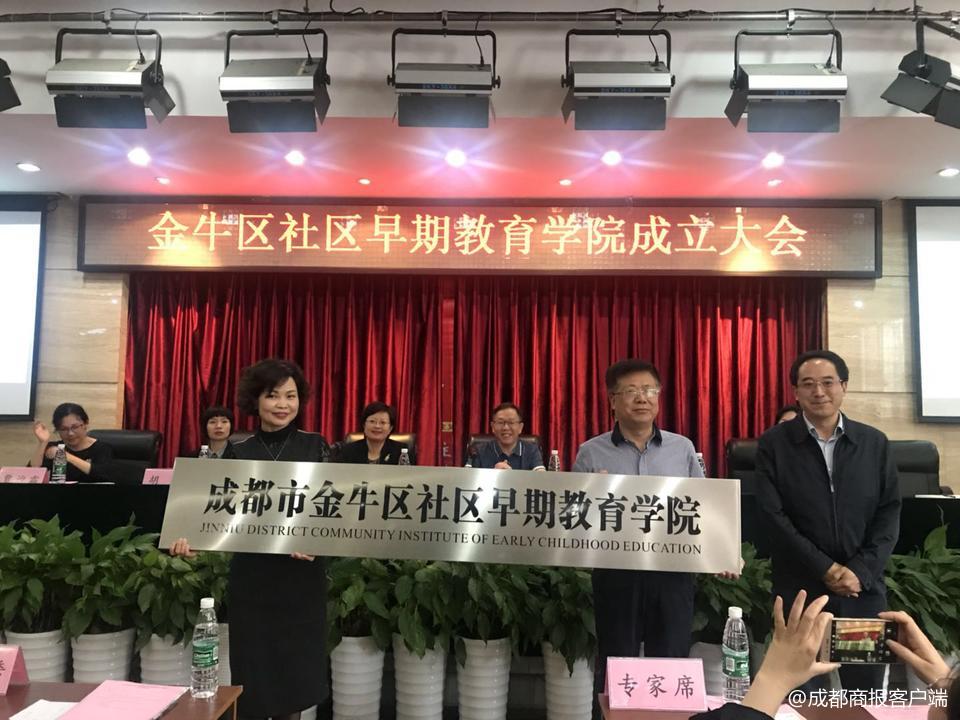 金牛区社区早期教育学院成立大会
成都市金牛区社区早期教育学院
JINNIU DISTRICT COMMUNITY INSTITUTE OF EARLY CHILDHOOD EDUCATION
胡
专家席
@成都商报客户端